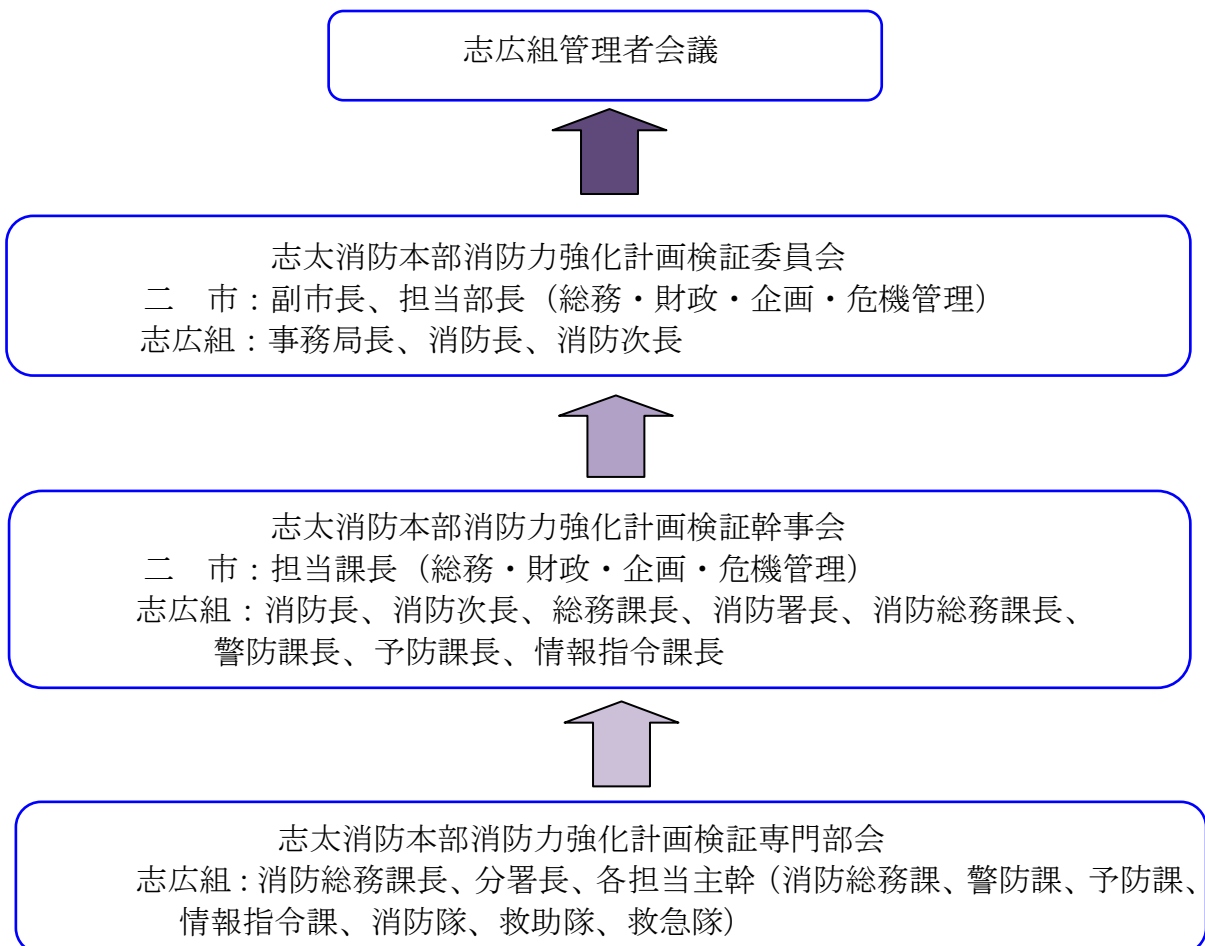 志広組管理者会議
志太消防本部消防力強化計画検証委員会
二　市：副市長、担当部長（総務・財政・企画・危機管理）
志広組：事務局長、消防長、消防次長
志太消防本部消防力強化計画検証幹事会
二　市：担当課長（総務・財政・企画・危機管理）
志広組：消防長、消防次長、総務課長、消防署長、消防総務課長、
警防課長、予防課長、情報指令課長
志太消防本部消防力強化計画検証専門部会
志広組：消防総務課長、分署長、各担当主幹（消防総務課、警防課、予防課、
情報指令課、消防隊、救助隊、救急隊）